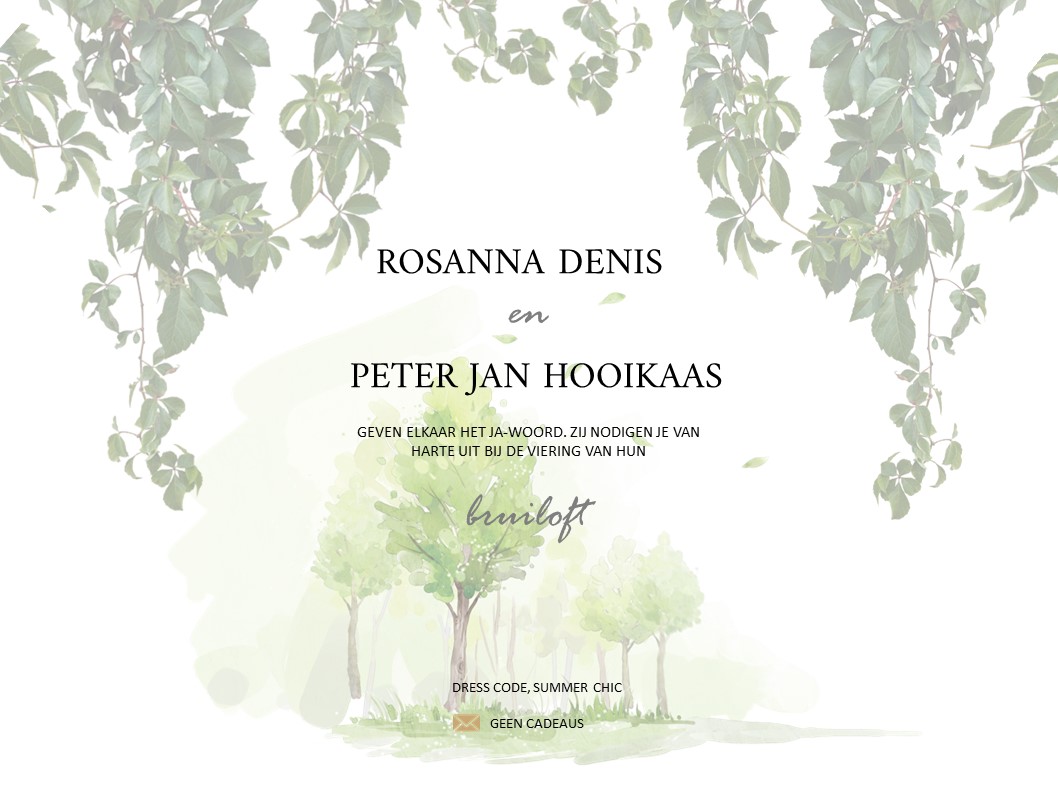 ROSANNA DENIS
en
PETER JAN HOOIKAAS
GEVEN ELKAAR HET JA-WOORD. ZIJ NODIGEN JE VAN
HARTE UIT BIJ DE VIERING VAN HUN
bruiloft
DRESS CODE, SUMMER CHIC
GEEN CADEAUS